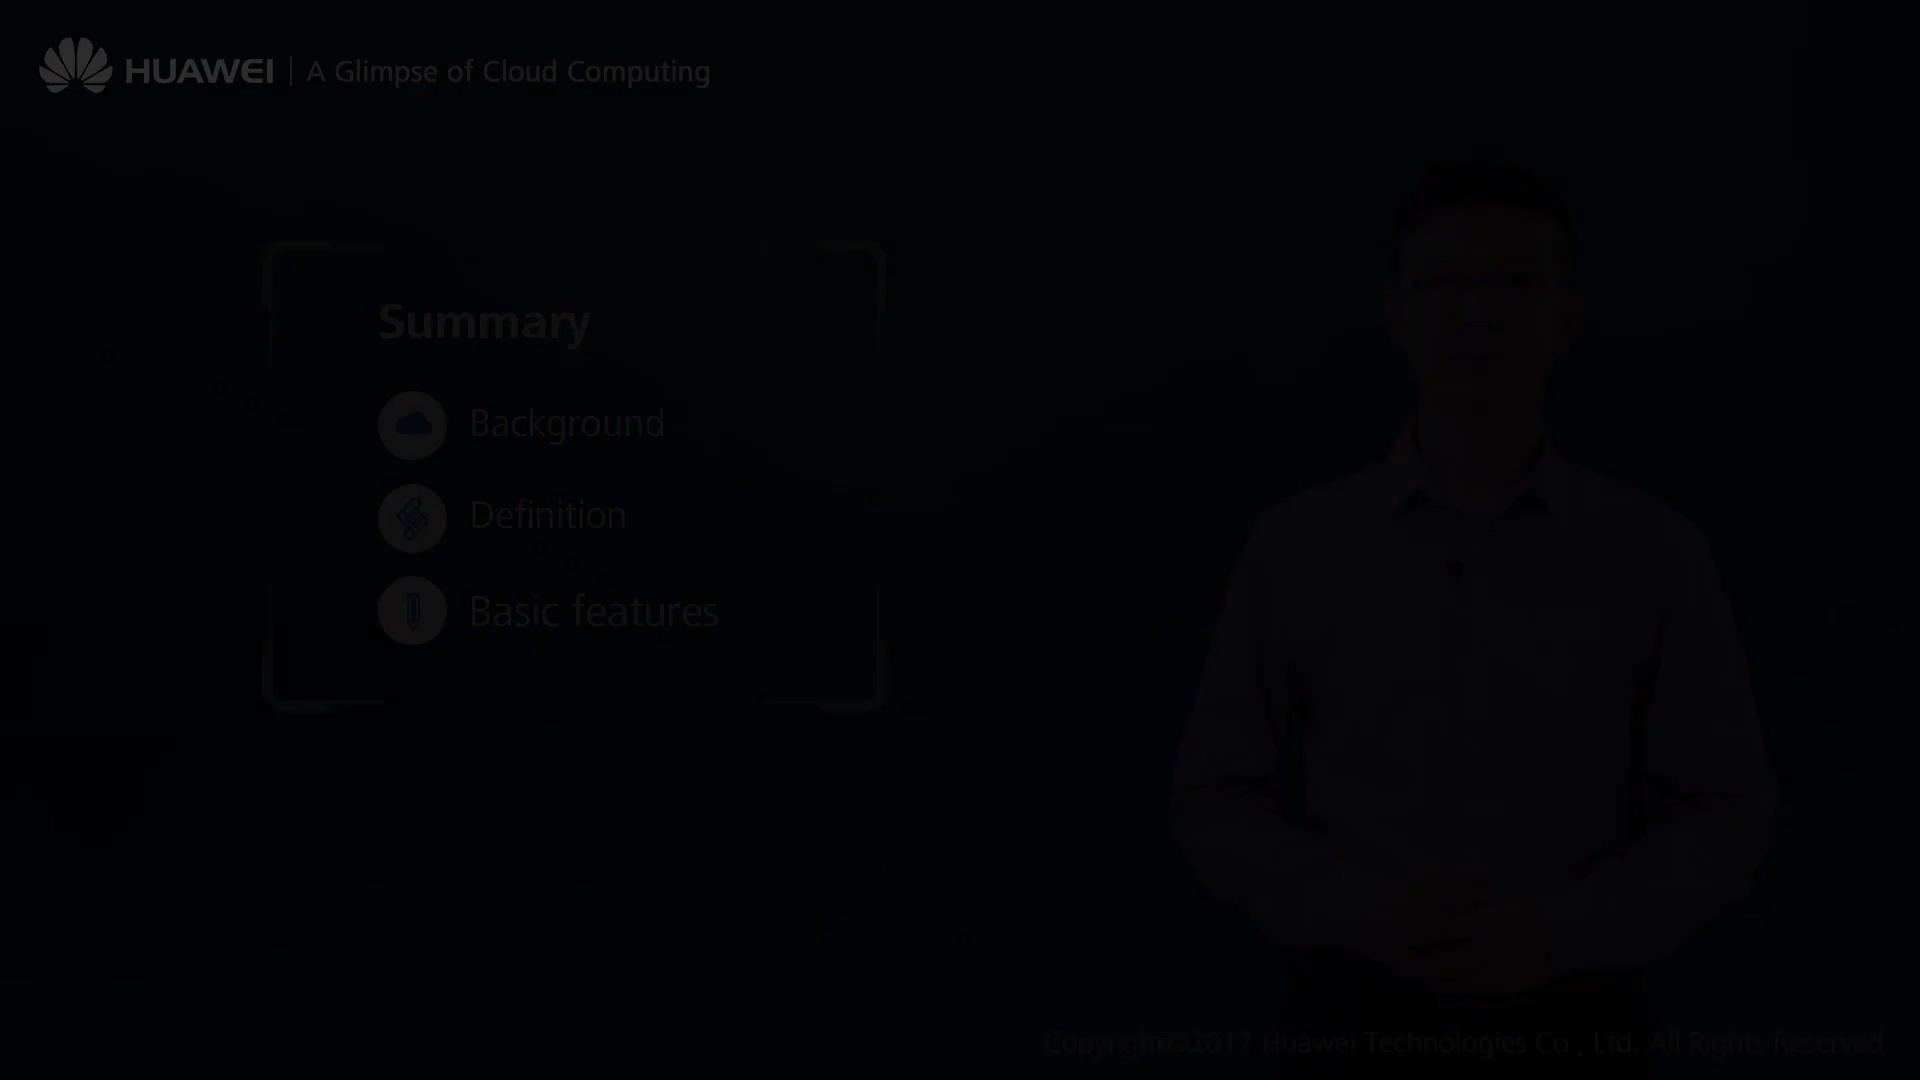 HUAWEI | A Glimpse of Cloud Computing
Summary
Background
Definition
Basic features
Copyright©2017 Huawei Technologies Co., Ltd. All Rights Reserved